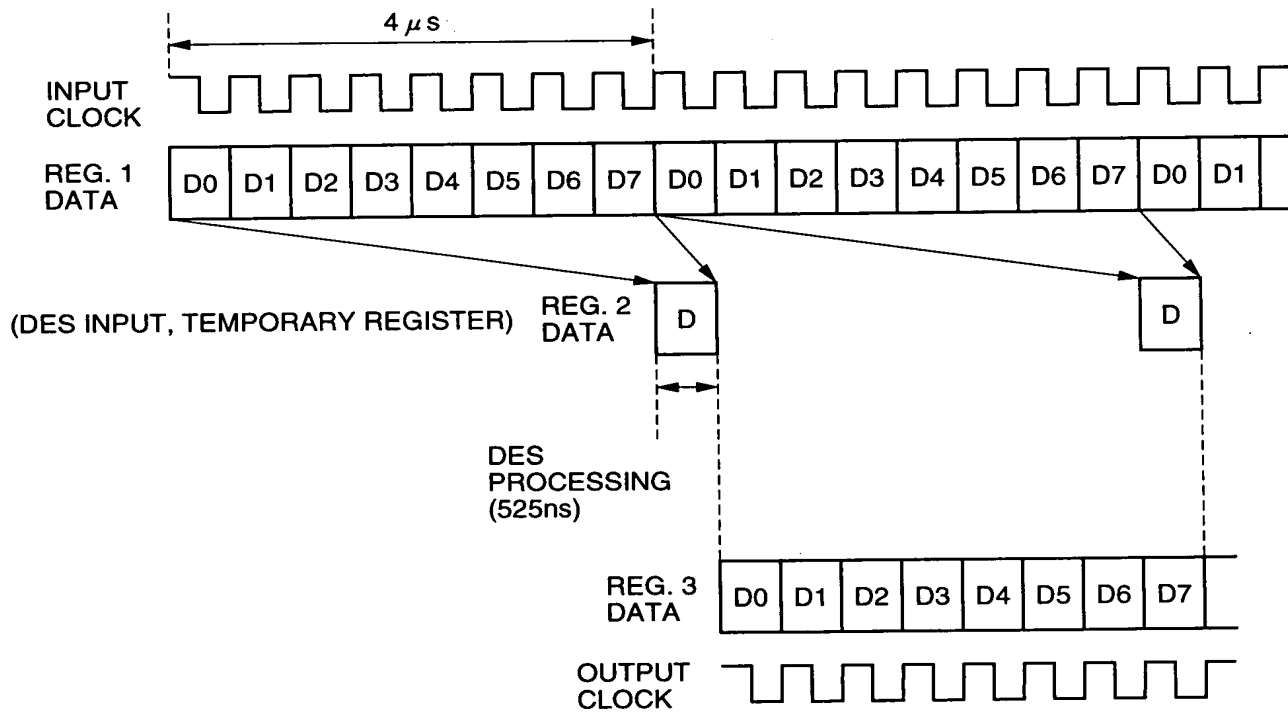 4 μs
INPUT
CLOCK
REG. 1
DATA
D0 D1 D2 D3 D4 D5 D6 D7 D0 D1 D2 D3 D4 D5 D6 D7 D0 D1
(DES INPUT, TEMPORARY REGISTER)
REG. 2
DATA
D
D
DES
PROCESSING
(525ns)
REG. 3
DATA
D0 D1 D2 D3 D4 D5 D6 D7
OUTPUT
CLOCK